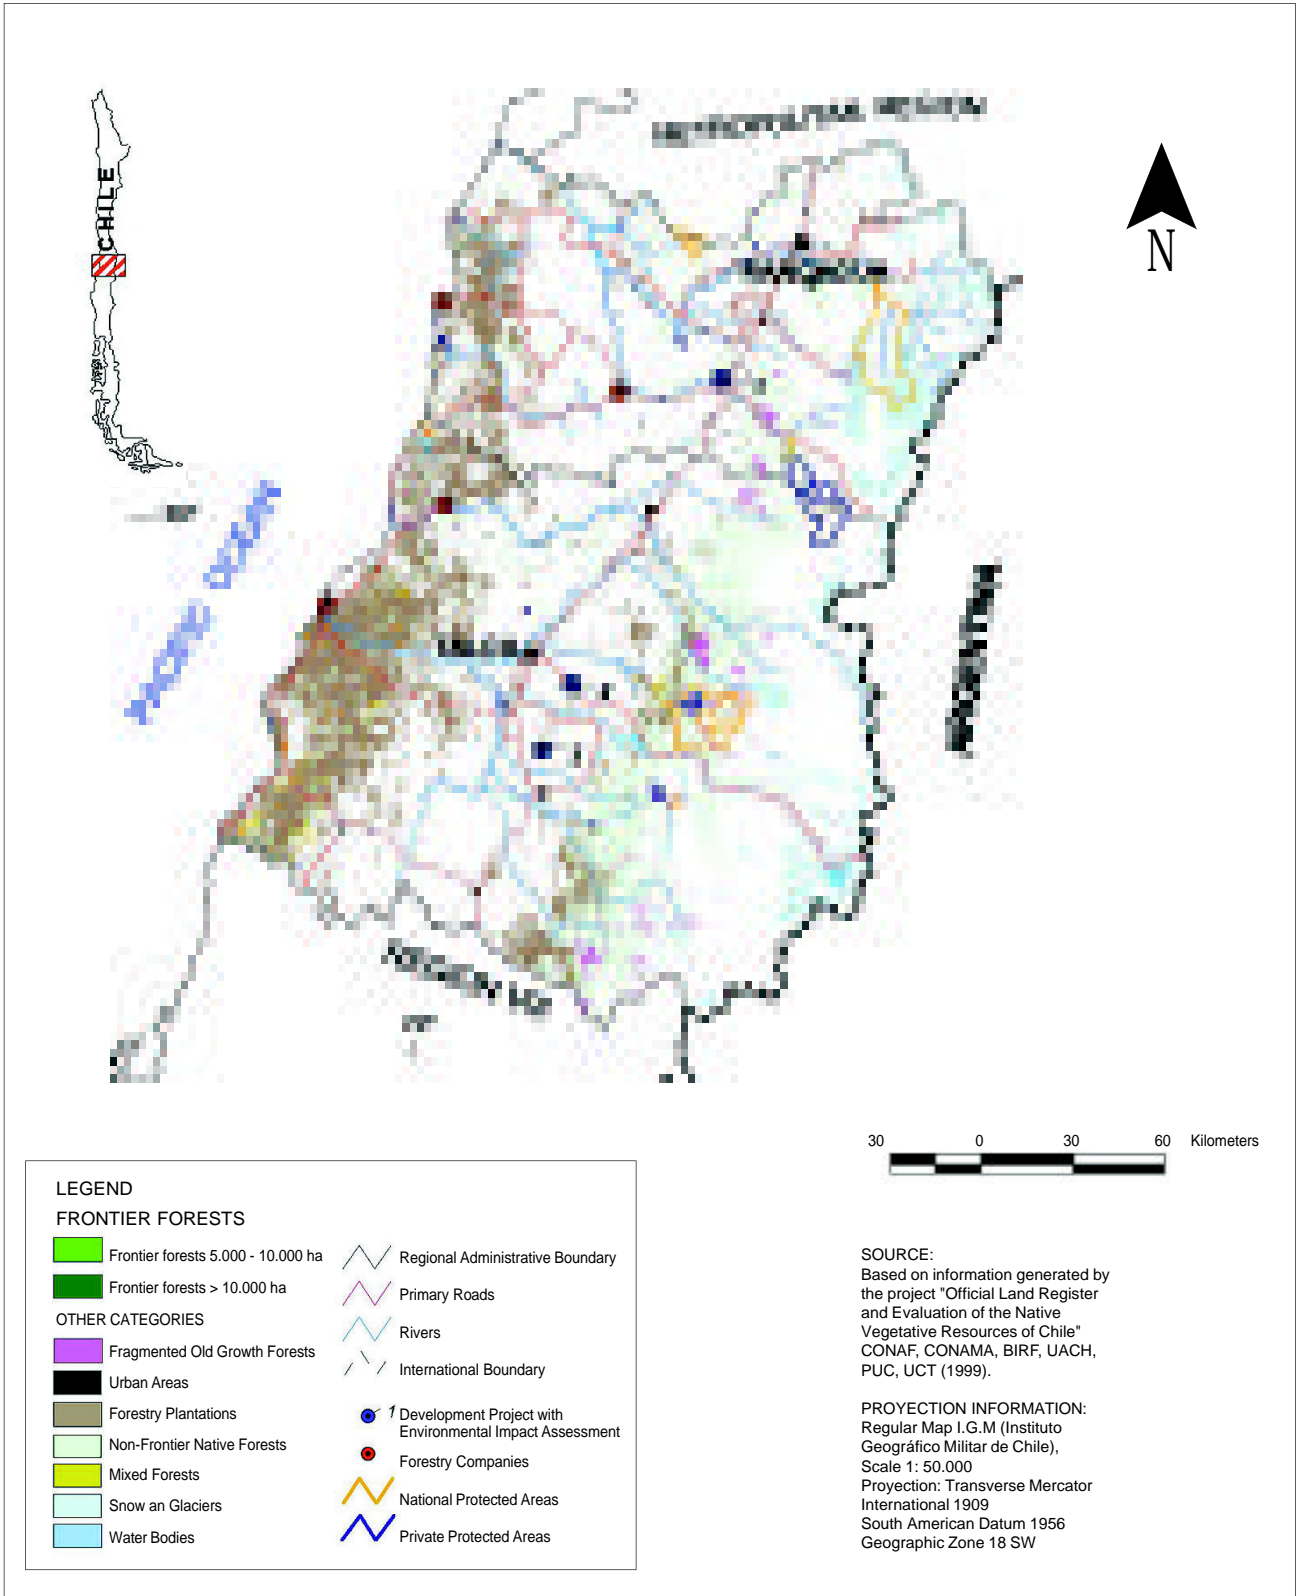 METROPOLITANA REGION
CHILE
N
30 0 30 60 Kilometers
LEGEND
FRONTIER FORESTS
Frontier forests 5.000 - 10.000 ha
Frontier forests > 10.000 ha
OTHER CATEGORIES
Fragmented Old Growth Forests
Urban Areas
Forestry Plantations
Non-Frontier Native Forests
Mixed Forests
Snow an Glaciers
Water Bodies
Regional Administrative Boundary
Primary Roads
Rivers
International Boundary
1 Development Project with
Environmental Impact Assessment
Forestry Companies
National Protected Areas
Private Protected Areas
SOURCE:
Based on information generated by
the project "Official Land Register
and Evaluation of the Native
Vegetative Resources of Chile"
CONAF, CONAMA, BIRF, UACH,
PUC, UCT (1999).
PROYECTION INFORMATION:
Regular Map I.G.M (Instituto
Geográfico Militar de Chile),
Scale 1: 50.000
Proyection: Transverse Mercator
International 1909
South American Datum 1956
Geographic Zone 18 SW